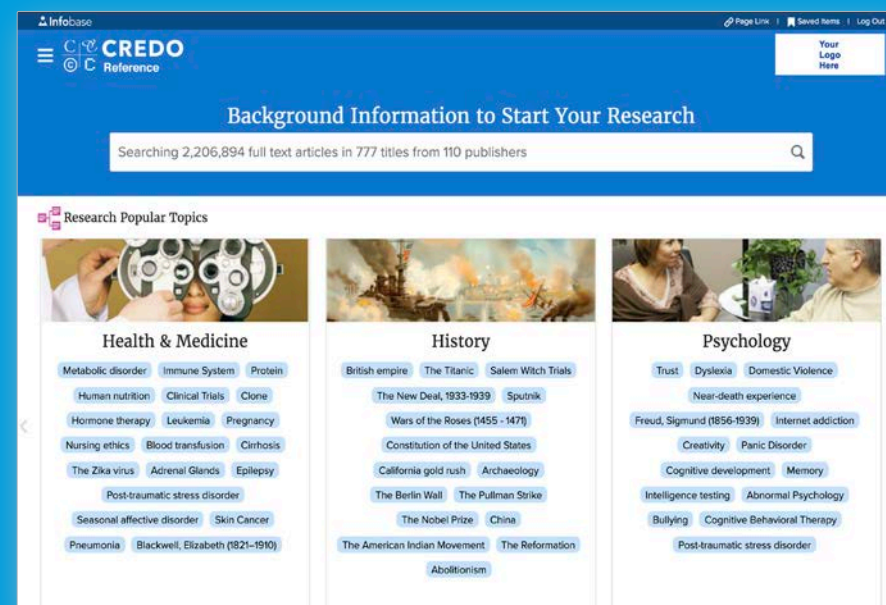 Infobase
Page Link | Saved Items | Log Out
CREDO
Reference
Your
Logo
Here
Background Information to Start Your Research
Searching 2,206,894 full text articles in 777 titles from 110 publishers
Research Popular Topics
Health & Medicine
Metabolic disorder Immune System Protein
Human nutrition Clinical Trials Clone
Hormone therapy Leukemia Pregnancy
Nursing ethics Blood transfusion Cirrhosis
The Zika virus Adrenal Glands Epilepsy
Post-traumatic stress disorder
Seasonal affective disorder Skin Cancer
Pneumonia Blackwell, Elizabeth (1821–1910)
History
British empire The Titanic Salem Witch Trials
The New Deal, 1933-1939 Sputnik
Wars of the Roses (1455 - 1471)
Constitution of the United States
California gold rush Archaeology
The Berlin Wall The Pullman Strike
The Nobel Prize China
The American Indian Movement The Reformation
Abolitionism
Psychology
Trust Dyslexia Domestic Violence
Near-death experience
Freud, Sigmund (1856-1939) Internet addiction
Creativity Panic Disorder
Cognitive development Memory
Intelligence testing Abnormal Psychology
Bullying Cognitive Behavioral Therapy
Post-traumatic stress disorder